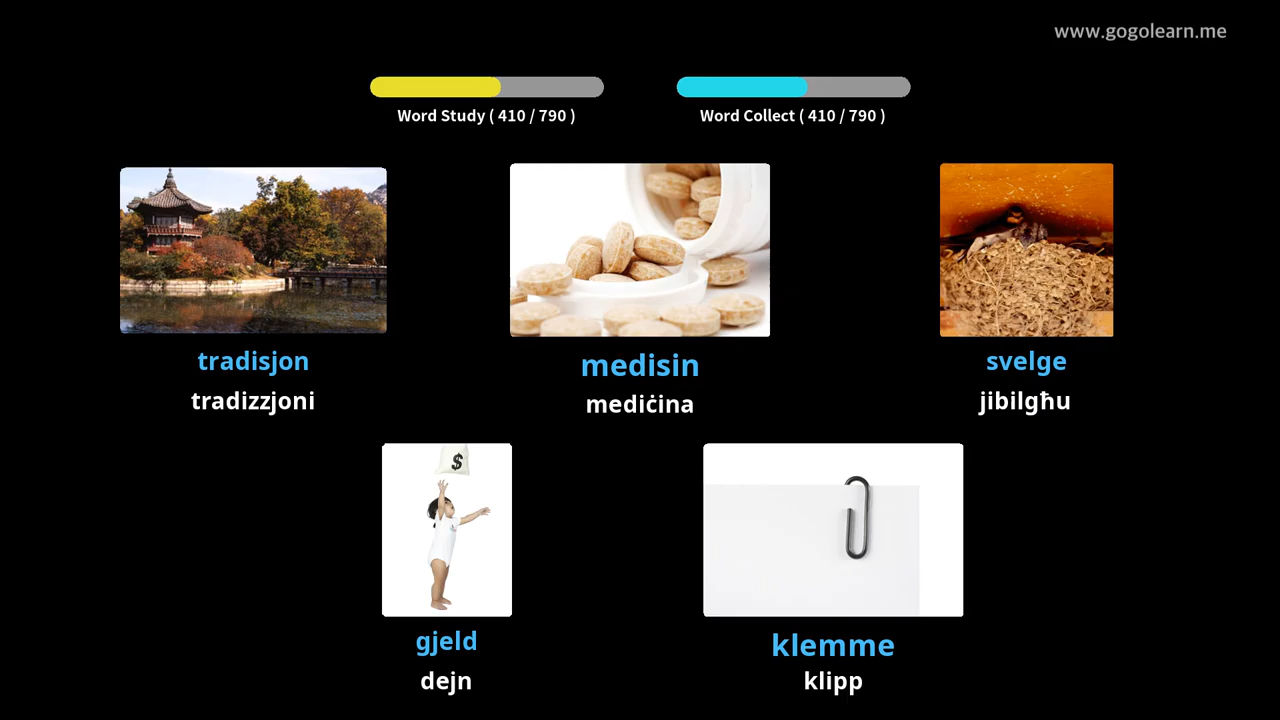 www.gogolearn.me
Word Study ( 410 / 790 )
Word Collect ( 410 / 790 )
tradisjon
tradizzjoni
medisin
mediċina
svelge
jibilgħu
$
gjeld
dejn
klemme
klipp